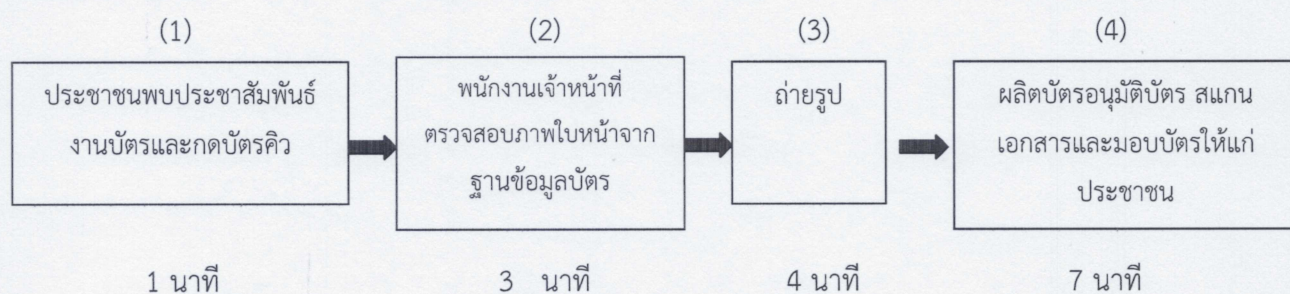 (1)
(2)
(3)
(4)
ประชาชนพบประชาสัมพันธ์
งานบัตรและกดบัตรคิว
พนักงานเจ้าหน้าที่
ตรวจสอบภาพใบหน้าจาก
ฐานข้อมูลบัตร
ถ่ายรูป
ผลิตบัตรอนุมัติบัตร สแกน
เอกสารและมอบบัตรให้แก่
ประชาชน
1 นาที
3 นาที
4 นาที
7 นาที